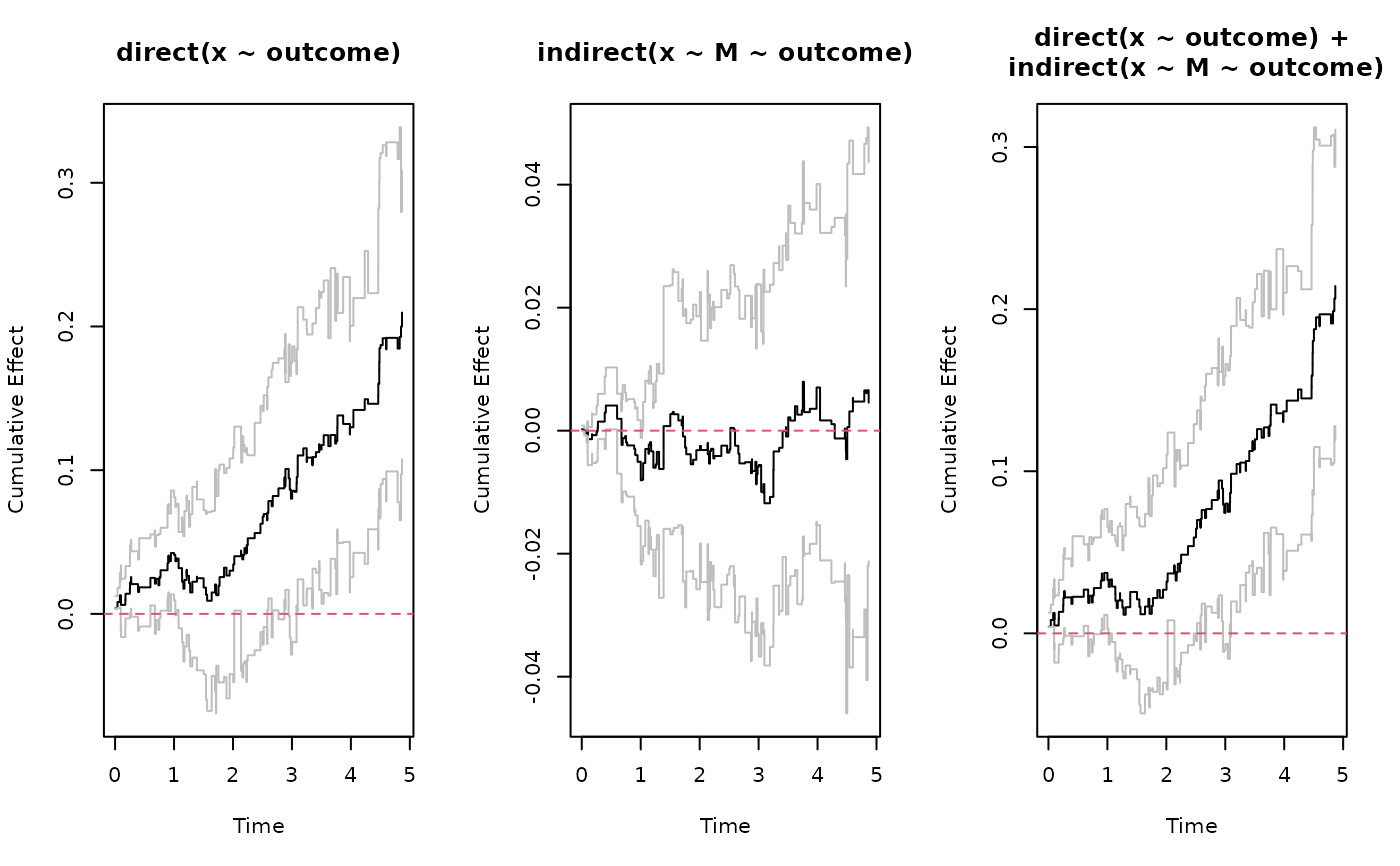 direct(x ~ outcome)
Cumulative Effect
0.3
0.2
0.1
0.0
0 1 2 3 4 5
Time
indirect(x ~ M ~ outcome)
Cumulative Effect
0.04
0.02
0.00
-0.02
-0.04
0 1 2 3 4 5
Time
direct(x ~ outcome) +
indirect(x ~ M ~ outcome)
Cumulative Effect
0.3
0.2
0.1
0.0
0 1 2 3 4 5
Time